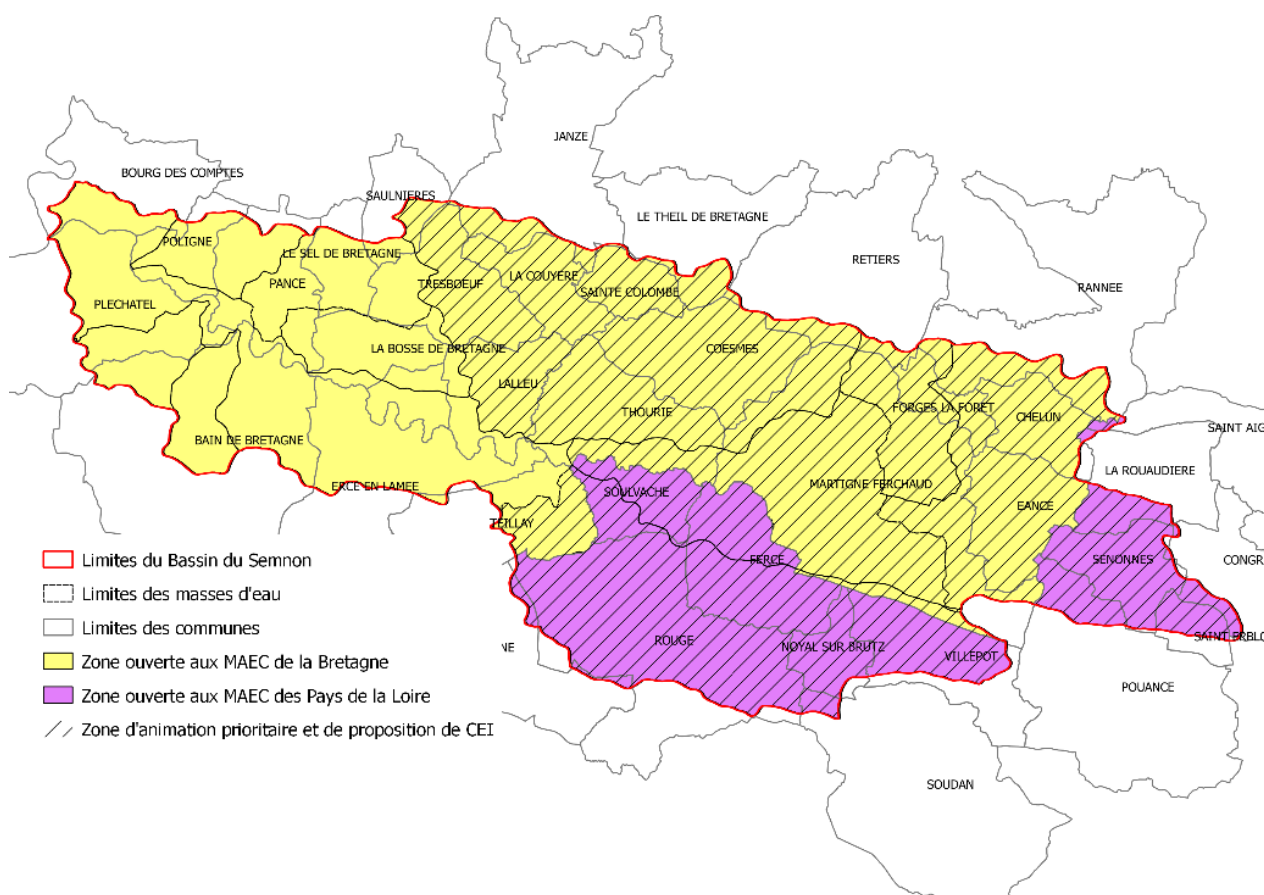 JANZE
BOURG DES COMPTES
SAULNIERES
LE THEIL DE BRETAGNE
POLIGNE
LE SEL DE BRETAGNE
RETIERS
LA COUYERE
PANCE
TRESBOEUF
RANNEE
SAINTE COLOMBE
PLECHATEL
LA BOSSE DE BRETAGNE
COESMES
LALLEU
THOURIE
FORGES LA FORET
CHELUN
SAINT AIG
BAIN DE BRETAGNE
LA ROUAUDIERE
ERCE EN LAMEE
SOULVACHE
MARTIGNE FERCHAUD
EANCE
TEILLAY
FERCE
SENONNES
CONGR
ROUGE
NOYAL SUR BRUTZ
VILLEPOT
SAINT ERBLO
NE
POUANCE
SOUDAN
Limites du Bassin du Semnon
Limites des masses d'eau
Limites des communes
Zone ouverte aux MAEC de la Bretagne
Zone ouverte aux MAEC des Pays de la Loire
Zone d'animation prioritaire et de proposition de CEI